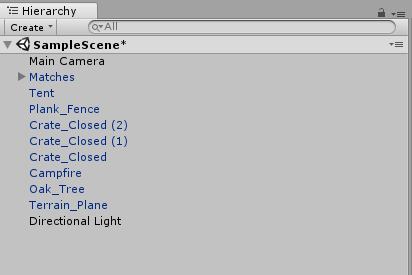 Hierarchy
Create All
SampleScene*
Main Camera
Matches
Tent
Plank_Fence
Crate_Closed (2)
Crate_Closed (1)
Crate_Closed
Campfire
Oak_Tree
Terrain_Plane
Directional Light